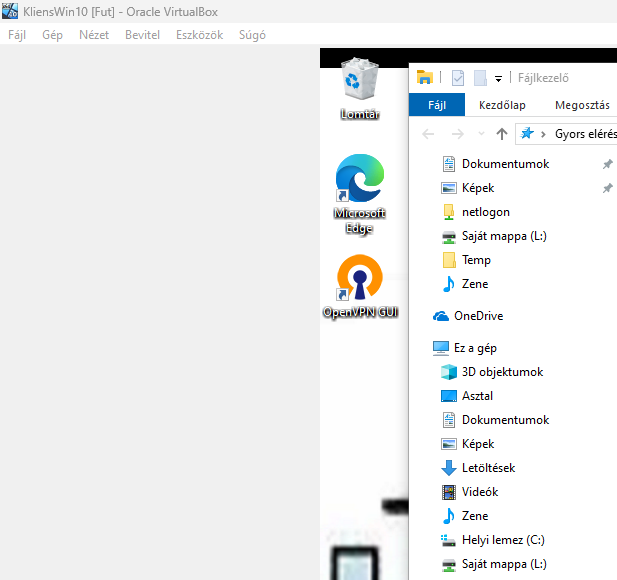 KliensWin10 [Fut] - Oracle VirtualBox
Fájl Gép Nézet Bevitel Eszközök Súgó
Lomtár
Microsoft
Edge
OpenVPN GUI
Fájlkezelő
Fájl Kezdőlap Megosztás
Gyors elérés
Dokumentumok
Képek
netlogon
Saját mappa (L:)
Temp
Zene
OneDrive
Ez a gép
3D objektumok
Asztal
Dokumentumok
Képek
Letöltések
Videók
Zene
Helyi lemez (C:)
Saját mappa (L:)